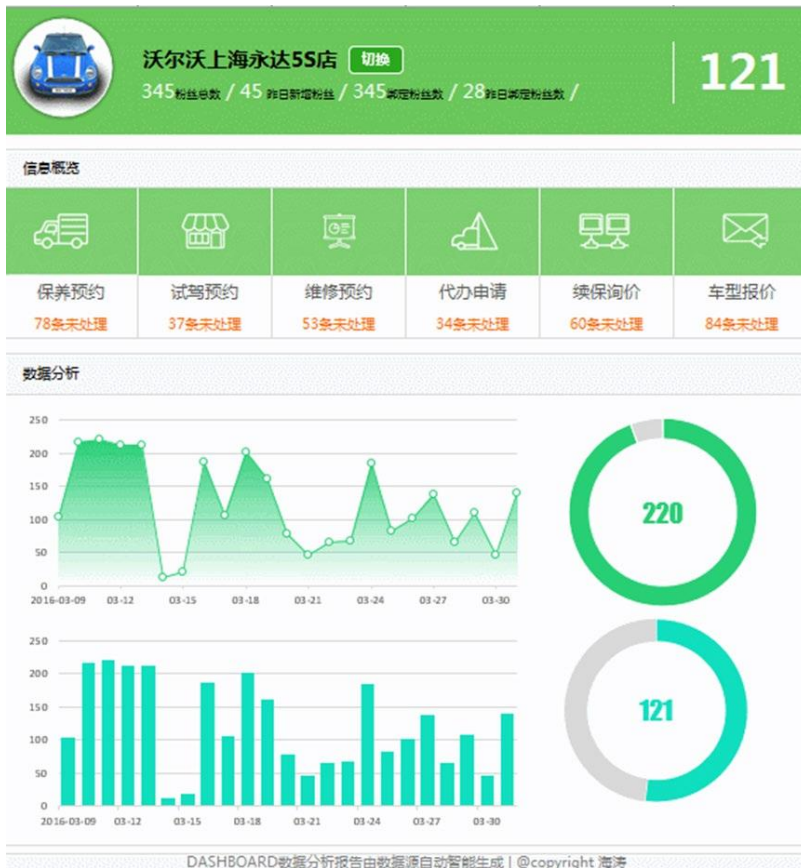 沃尔沃上海永达5S店 切换
121
345粉丝总数 / 45 昨日新增粉丝 / 345绑定粉丝数 / 28昨日绑定粉丝数 /
信息概览
保养预约 试驾预约 维修预约 代办申请 续保询价 车型报价
78条未处理 37条未处理 53条未处理 34条未处理 60条未处理 84条未处理
数据分析
250
200
150
100
50
0
2016-03-09 03-12 03-15 03-18 03-21 03-24 03-27 03-30
220
250
200
150
100
50
0
2016-03-09 03-12 03-15 03-18 03-21 03-24 03-27 03-30
121
DASHBOARD数据分析报告由数据源自动智能生成 | @copyright 海涛